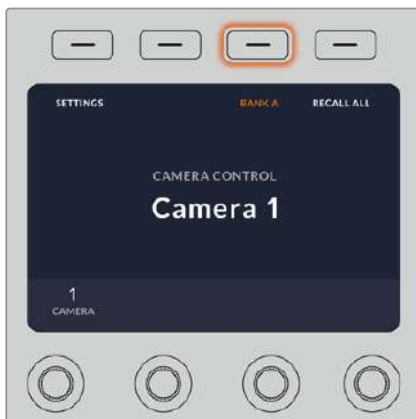 SETTINGS BANK A RECALL ALL
CAMERA CONTROL
Camera 1
1
CAMERA